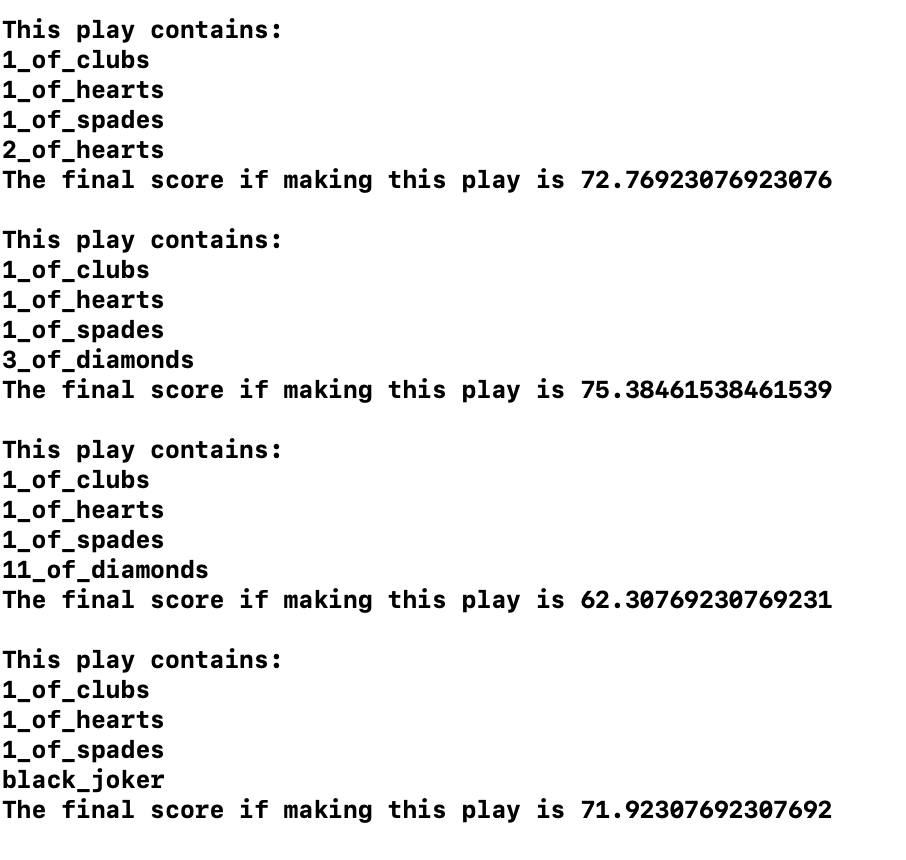 This play contains:
1_of_clubs
1_of_hearts
1_of_spades
2_of_hearts
The final score if making this play is 72.76923076923076
This play contains:
1_of_clubs
1_of_hearts
1_of_spades
3_of_diamonds
The final score if making this play is 75.38461538461539
This play contains:
1_of_clubs
1_of_hearts
1_of_spades
11_of_diamonds
The final score if making this play is 62.30769230769231
This play contains:
1_of_clubs
1_of_hearts
1_of_spades
black_joker
The final score if making this play is 71.92307692307692